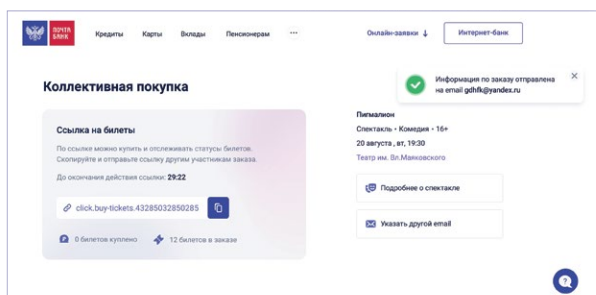 ПОЧТА БАНК
Кредиты Карты Вклады Пенсионерам ... Онлайн-заявки Интернет-банк
Информация по заказу отправлена
на email gdhfk@yandex.ru
Коллективная покупка
Ссылка на билеты
По ссылке можно купить и отслеживать статусы билетов.
Скопируйте и отправьте ссылку другим участникам заказа.
До окончания действия ссылки: 29:22
click.buy-tickets.43285032850285
0 билетов куплено 12 билетов в заказе
Пигмалион
Спектакль • Комедия • 16+
20 августа , вт, 19:30
Театр им. Вл.Маяковского
Подробнее о спектакле
Указать другой email